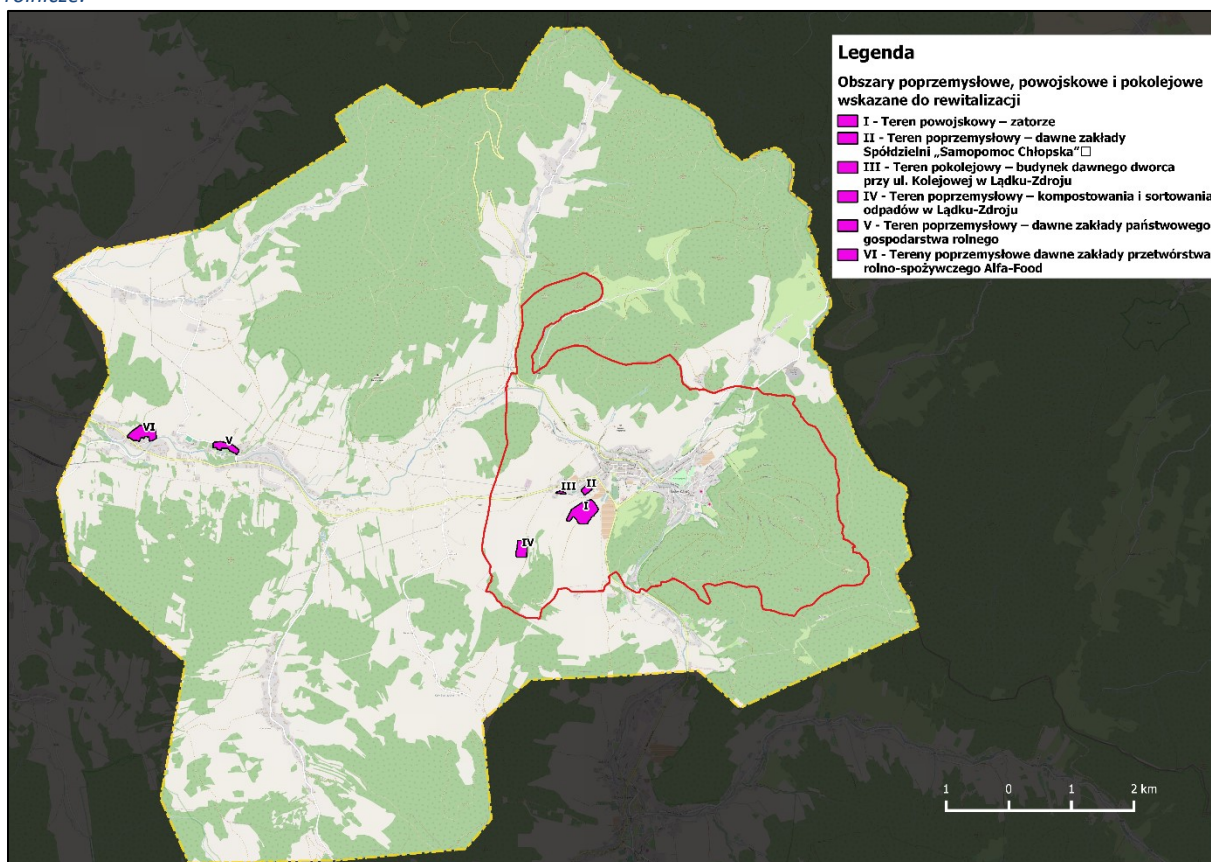 rolnicze.
Legenda
Obszary poprzemysłowe, powojskowe i pokolejowe
wskazane do rewitalizacji
I - Teren powojskowy – zatorze
II - Teren poprzemysłowy – dawne zakłady
Spółdzielni „Samopomoc Chłopska”□
III - Teren pokolejowy – budynek dawnego dworca
przy ul. Kolejowej w Lądku-Zdroju
IV - Teren poprzemysłowy – kompostowania i sortowania
odpadów w Lądku-Zdroju
V - Teren poprzemysłowy – dawne zakłady państwowego
gospodarstwa rolnego
VI - Tereny poprzemysłowe dawne zakłady przetwórstwa
rolno-spożywczego Alfa-Food
VI
V
III
II
I
IV
1 0 1 2 km